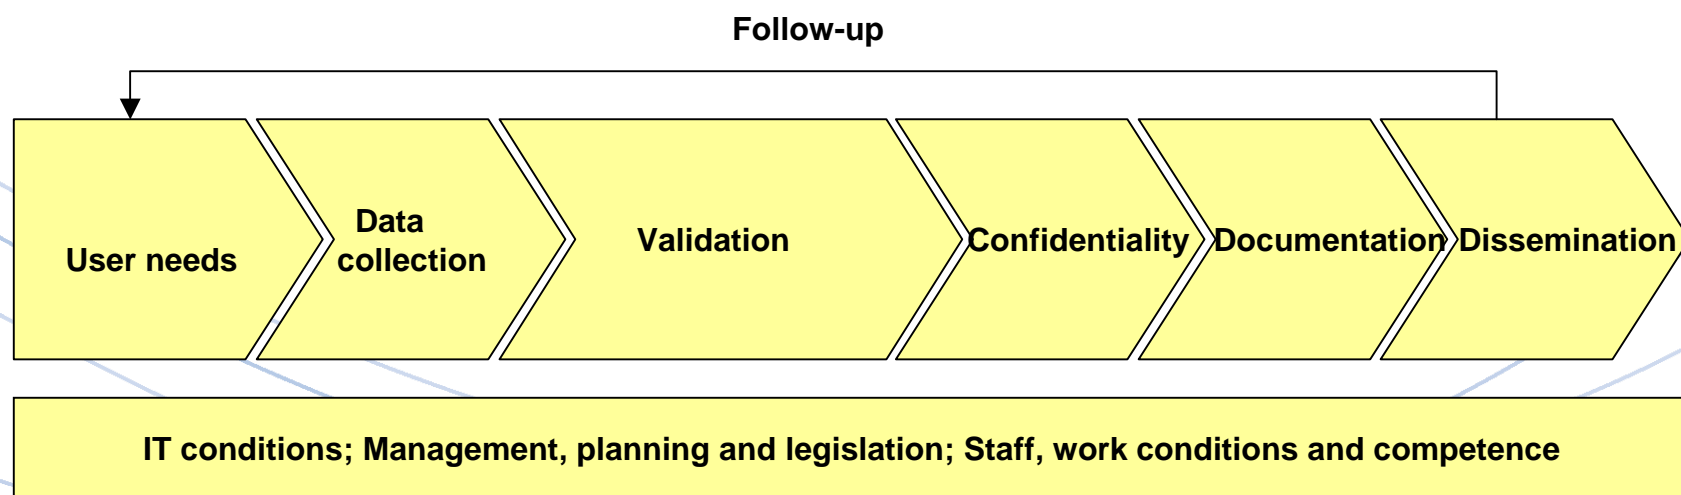 Follow-up
User needs
Data
collection
Validation
Confidentiality
Documentation
Dissemination
IT conditions; Management, planning and legislation; Staff, work conditions and competence